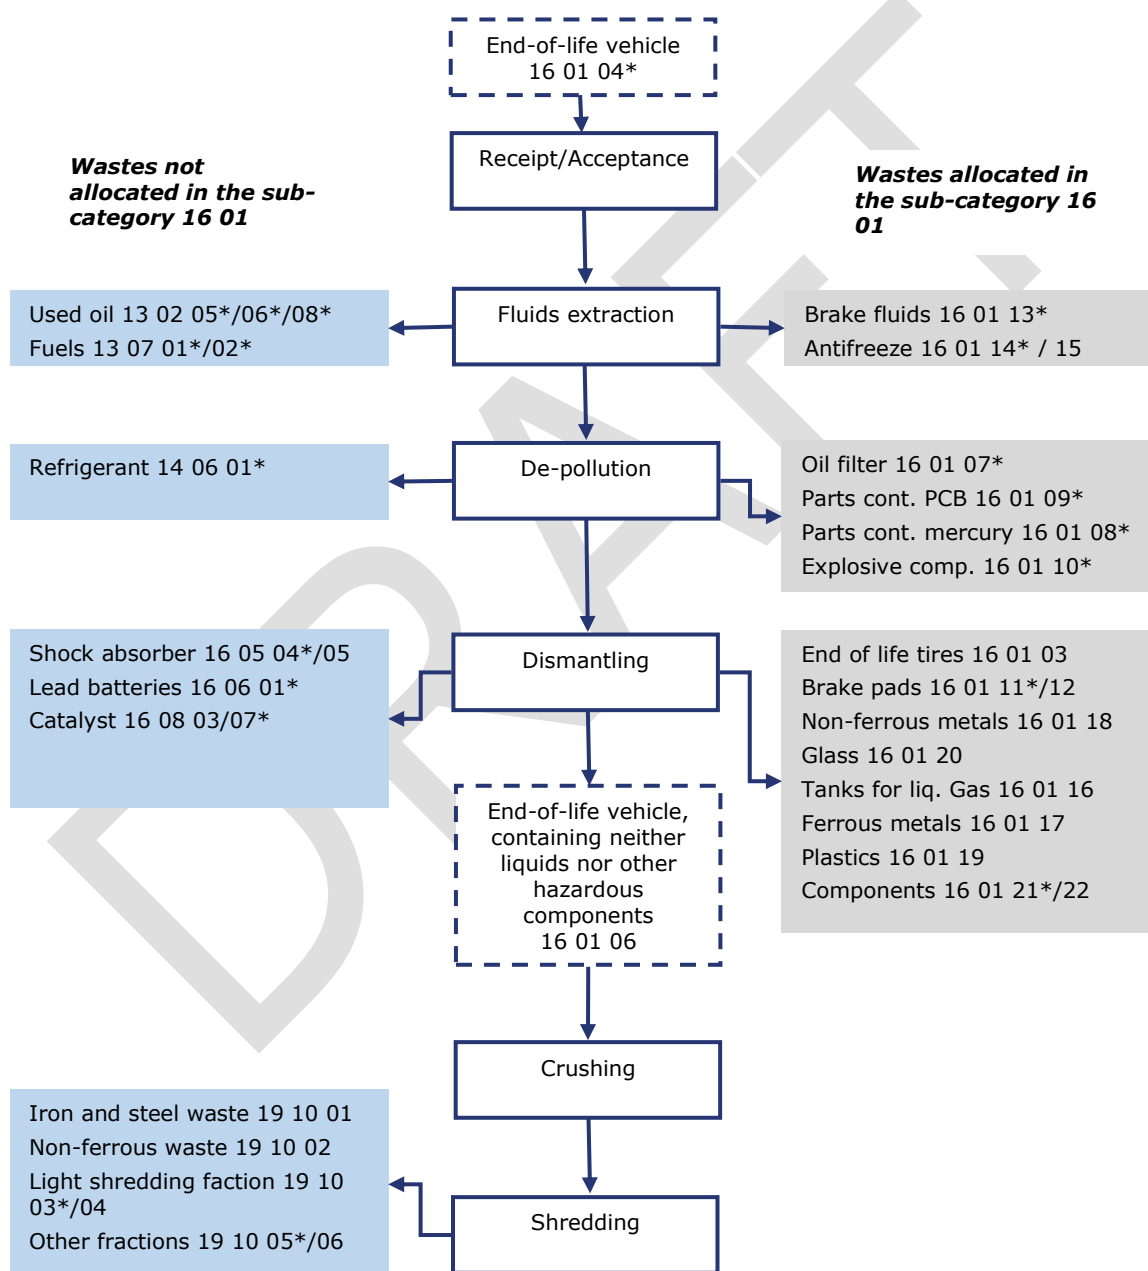 End-of-life vehicle
16 01 04*
Receipt/Acceptance
Wastes not
allocated in the sub-
category 16 01
Wastes allocated in
the sub-category 16
01
Used oil 13 02 05*/06*/08*
Fuels 13 07 01*/02*
Fluids extraction
Brake fluids 16 01 13*
Antifreeze 16 01 14* / 15
Refrigerant 14 06 01*
De-pollution
Oil filter 16 01 07*
Parts cont. PCB 16 01 09*
Parts cont. mercury 16 01 08*
Explosive comp. 16 01 10*
Shock absorber 16 05 04*/05
Lead batteries 16 06 01*
Catalyst 16 08 03/07*
Dismantling
End of life tires 16 01 03
Brake pads 16 01 11*/12
Non-ferrous metals 16 01 18
Glass 16 01 20
Tanks for liq. Gas 16 01 16
Ferrous metals 16 01 17
Plastics 16 01 19
Components 16 01 21*/22
End-of-life vehicle,
containing neither
liquids nor other
hazardous
components
16 01 06
Crushing
Iron and steel waste 19 10 01
Non-ferrous waste 19 10 02
Light shredding faction 19 10
03*/04
Other fractions 19 10 05*/06
Shredding
DRAFT